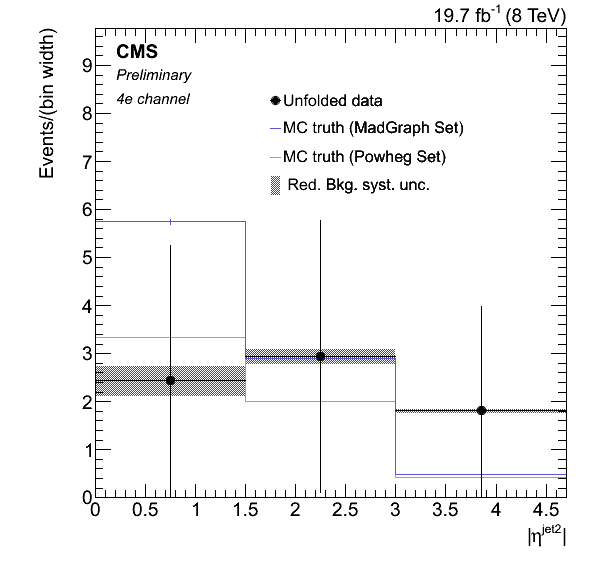 19.7 fb-1 (8 TeV)
Events/(bin width)
CMS
Preliminary
4e channel
Unfolded data
MC truth (MadGraph Set)
MC truth (Powheg Set)
Red. Bkg. syst. unc.
9
8
7
6
5
4
3
2
1
0
0 0.5 1 1.5 2 2.5 3 3.5 4 4.5
|ηjet2|